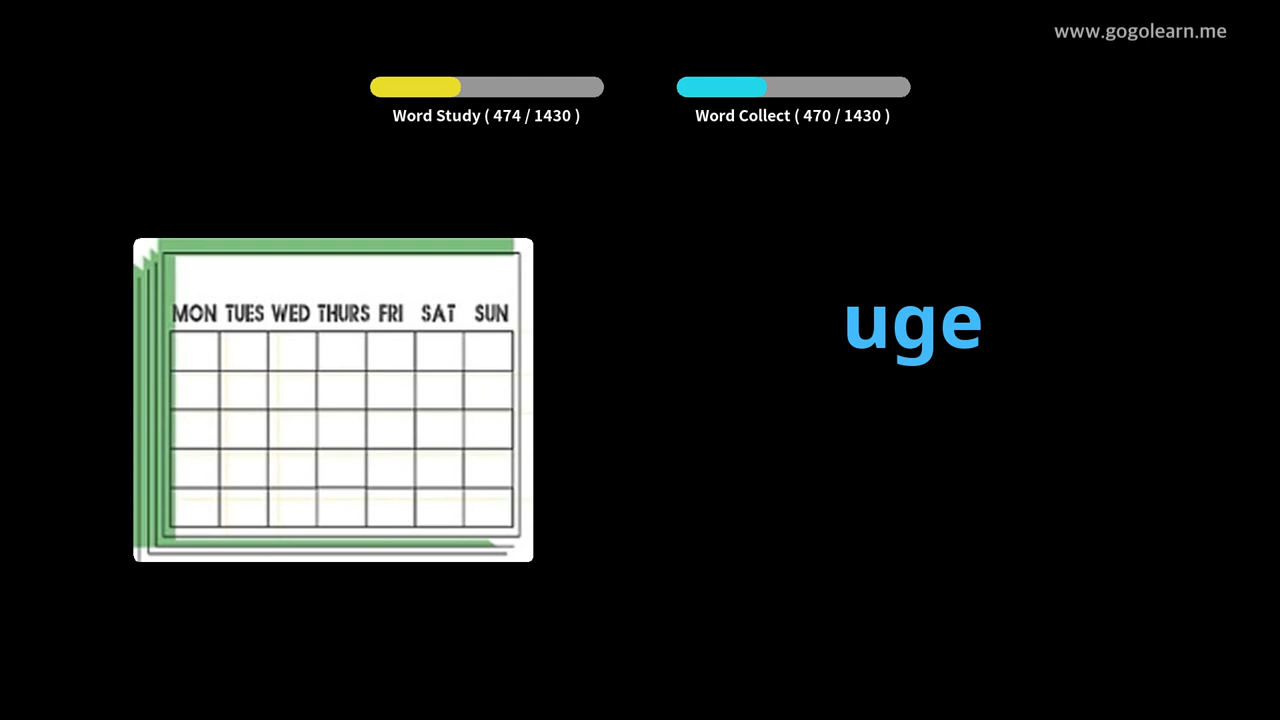 www.gogolearn.me
Word Study ( 474 / 1430 )
Word Collect ( 470 / 1430 )
MON TUES WED THURS FRI SAT SUN
uge